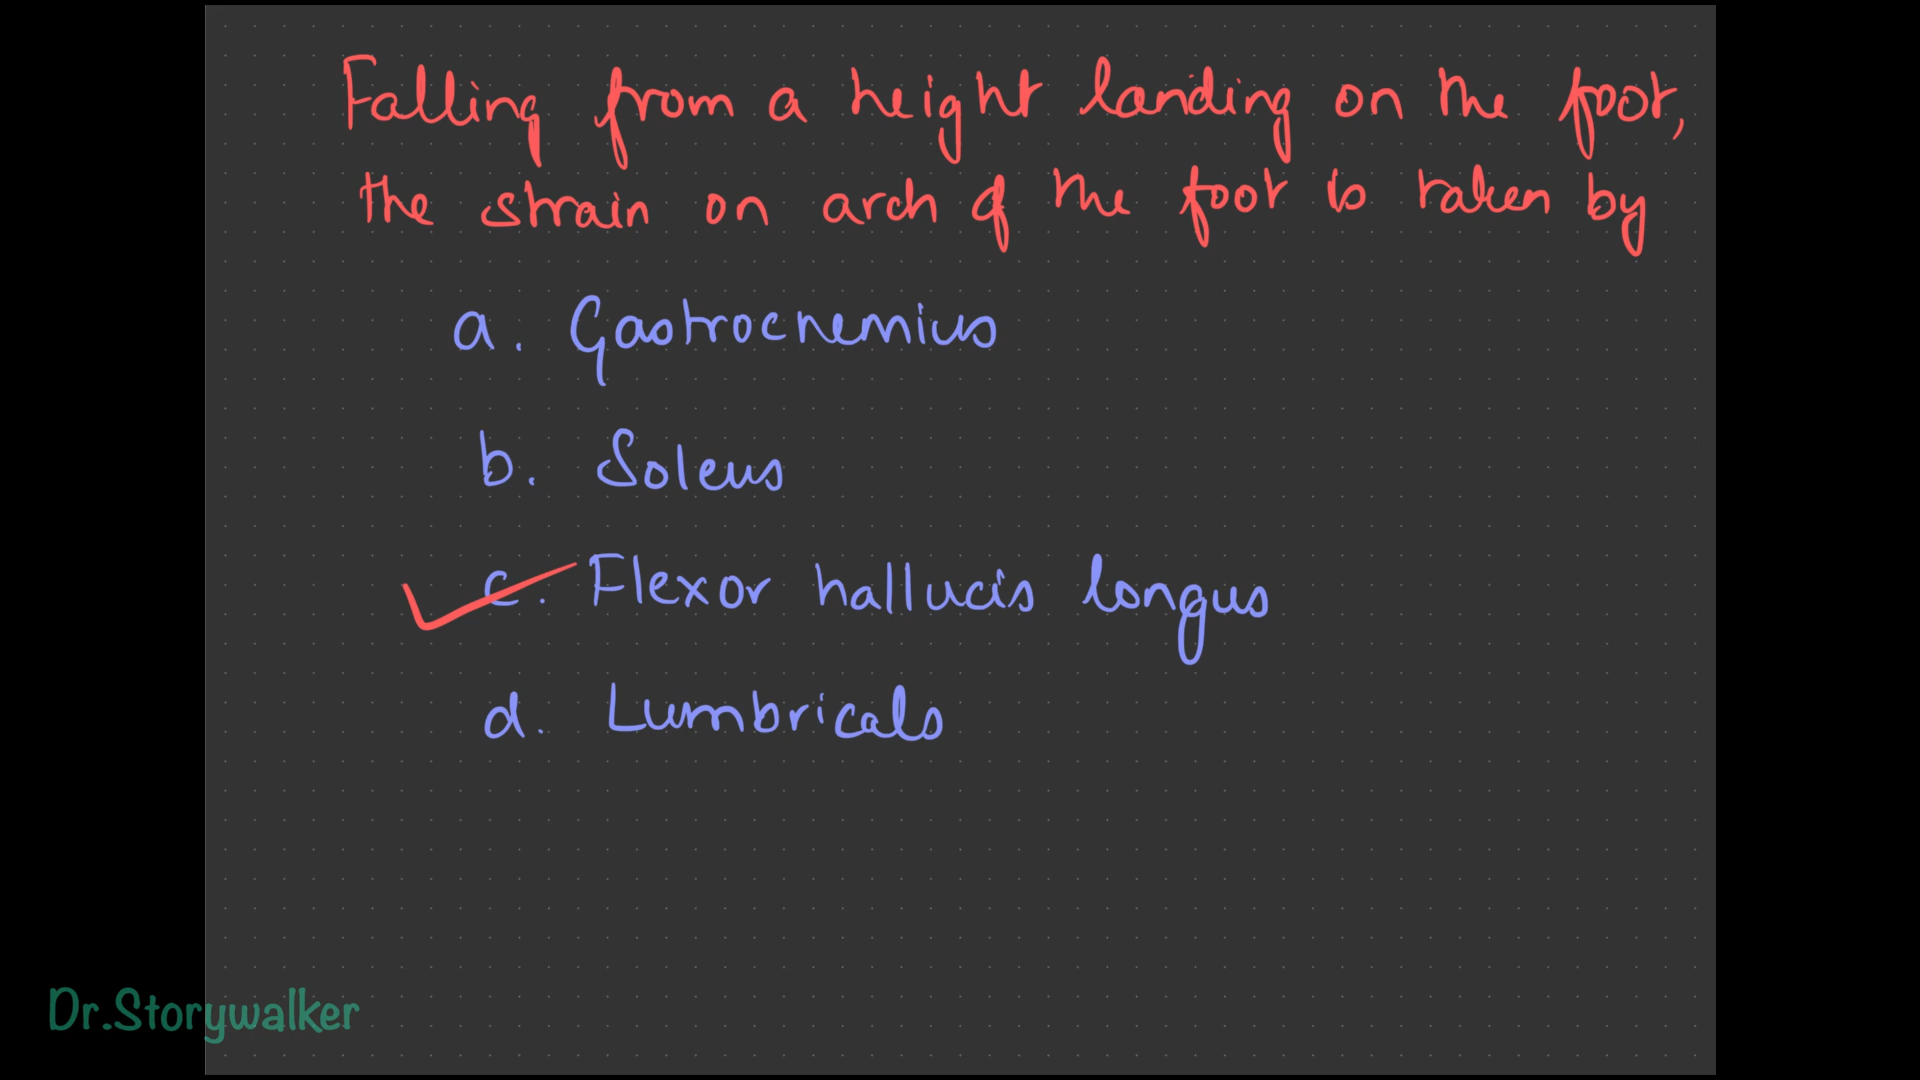 Falling from a height landing on the foot,
the strain on arch of the foot is taken by
a. Gastrocnemius
b. Soleus
c. Flexor hallucis longus
d. Lumbricals
Dr.Storywalker